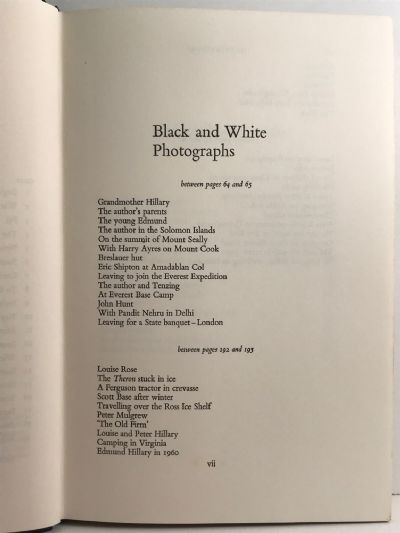 Black and White
Photographs
between pages 64 and 65
Grandmother Hillary
The author's parents
The young Edmund
The author in the Solomon Islands
On the summit of Mount Seally
With Harry Ayres on Mount Cook
Breslauer hut
Eric Shipton at Amadablan Col
Leaving to join the Everest Expedition
The author and Tenzing
At Everest Base Camp
John Hunt
With Pandit Nehru in Delhi
Leaving for a State banquet – London
between pages 192 and 193
Louise Rose
The Theron stuck in ice
A Ferguson tractor in crevasse
Scott Base after winter
Travelling over the Ross Ice Shelf
Peter Mulgrew
'The Old Firm'
Louise and Peter Hillary
Camping in Virginia
Edmund Hillary in 1960
vii